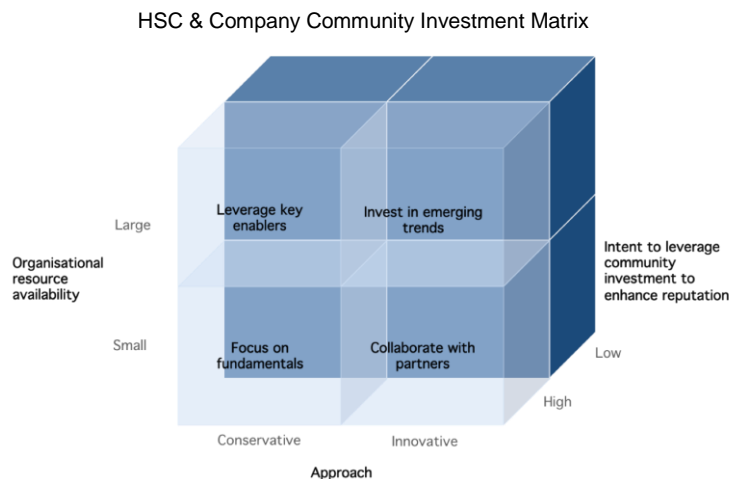 HSC & Company Community Investment Matrix
Large
Leverage key
enablers
Invest in emerging
trends
Organisational
resource
availability
Intent to leverage
community
investment to
enhance reputation
Small
Focus on
fundamentals
Collaborate with
partners
Low
High
Conservative
Innovative
Approach